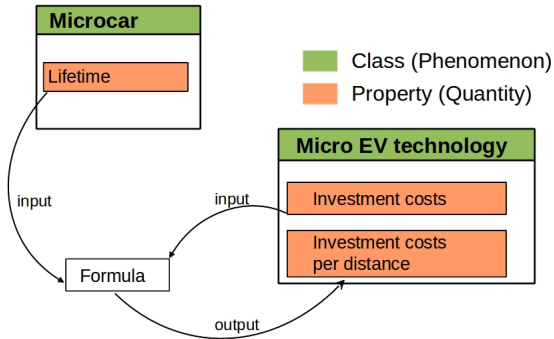 Microcar
Lifetime
Class (Phenomenon)
Property (Quantity)
Micro EV technology
Investment costs
Investment costs
per distance
input
input
Formula
output